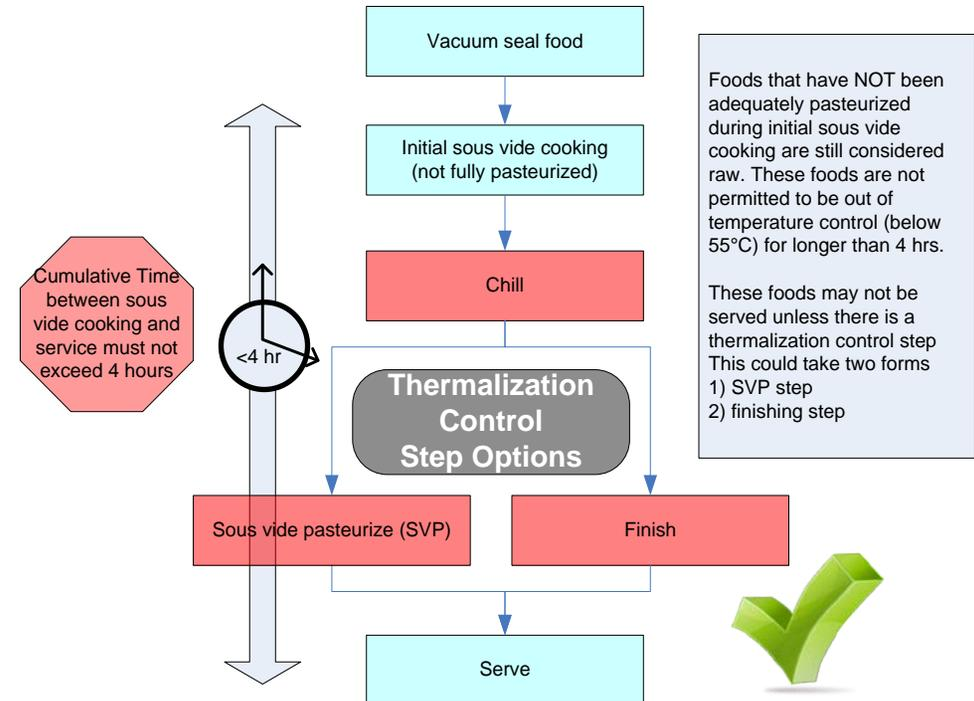 Vacuum seal food
Initial sous vide cooking
(not fully pasteurized)
Chill
Cumulative Time
between sous
vide cooking and
service must not
exceed 4 hours
<4 hr
Thermalization
Control
Step Options
Sous vide pasteurize (SVP)
Finish
Serve
Foods that have NOT been
adequately pasteurized
during initial sous vide
cooking are still considered
raw. These foods are not
permitted to be out of
temperature control (below
55°C) for longer than 4 hrs.
These foods may not be
served unless there is a
thermalization control step
This could take two forms
1) SVP step
2) finishing step